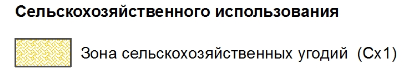 Сельскохозяйственного использования
Зона сельскохозяйственных угодий (Сх1)